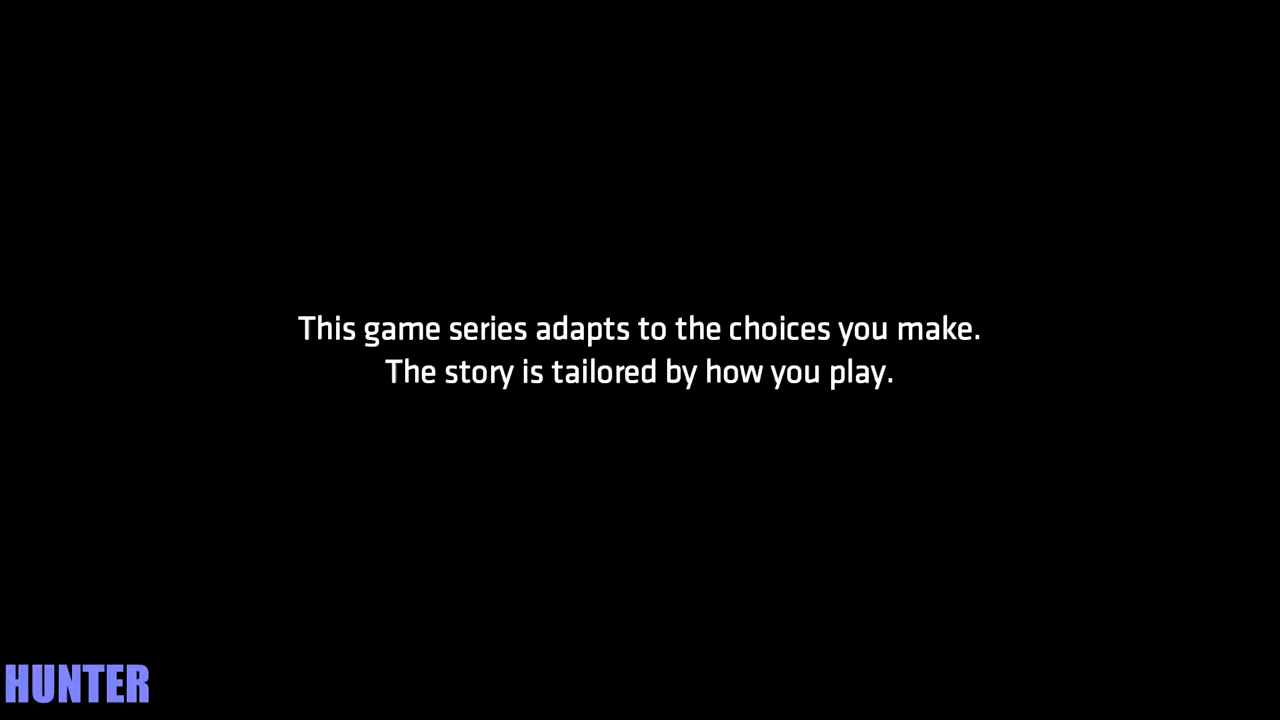 This game series adapts to the choices you make.
The story is tailored by how you play.
HUNTER